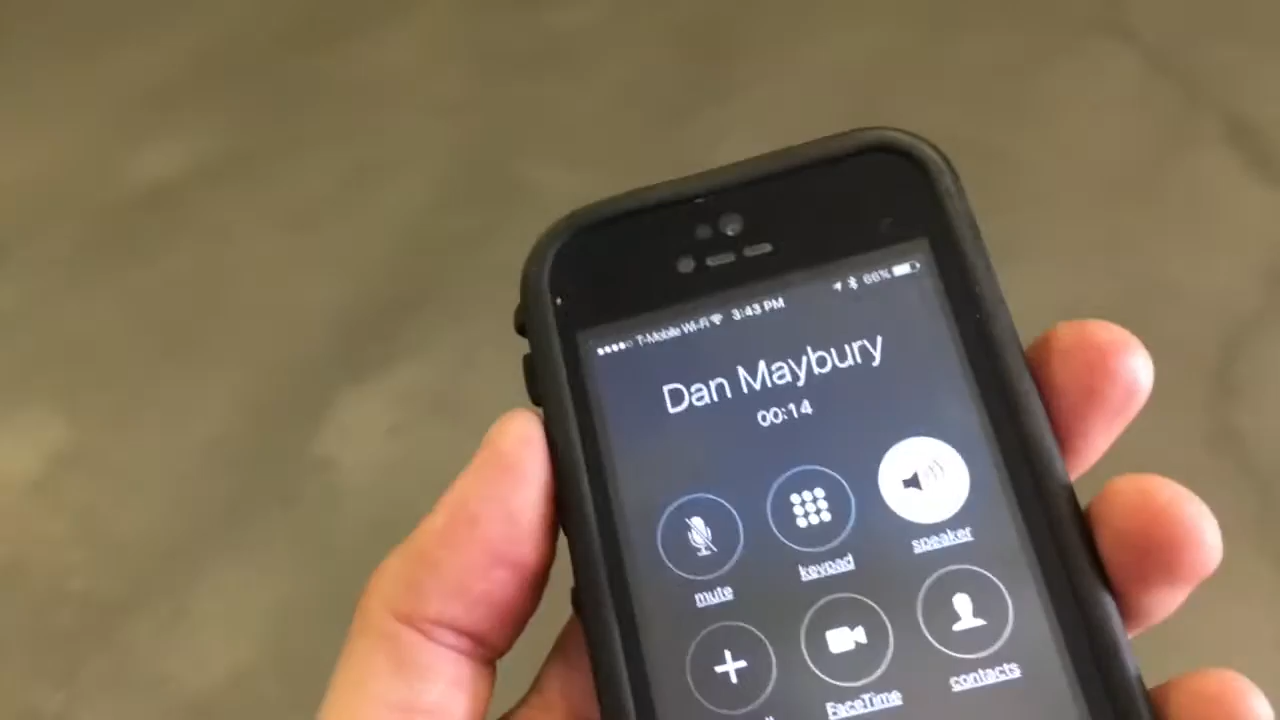 T-Mobile Wi-Fi 3:43 PM 66%
Dan Maybury
00:14
mute keypad speaker
FaceTime contacts